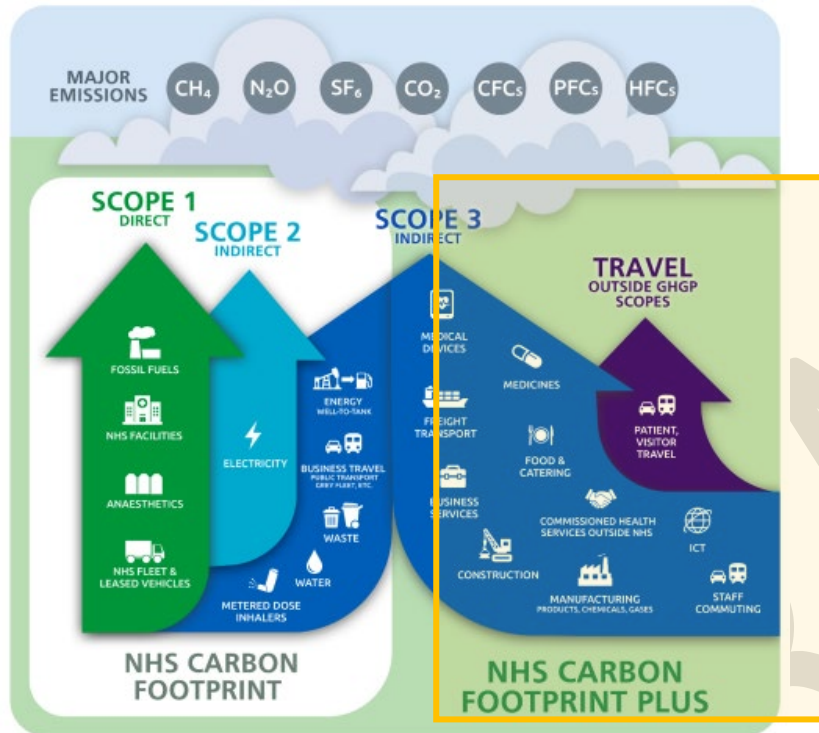 MAJOR
EMISSIONS
CH₄
N₂O
SF₆
CO₂
CFCs
PFCs
HFCs
SCOPE 1
DIRECT
SCOPE 2
INDIRECT
SCOPE 3
INDIRECT
TRAVEL
OUTSIDE GHGP
SCOPES
FOSSIL FUELS
NHS FACILITIES
ANAESTHETICS
NHS FLEET &
LEASED VEHICLES
ELECTRICITY
ENERGY
WELL-TO-TANK
BUSINESS TRAVEL
PUBLIC TRANSPORT
GREY FLEET, ETC.
WASTE
WATER
METERED DOSE
INHALERS
MEDICAL
DEVICES
FREIGHT
TRANSPORT
BUSINESS
SERVICES
CONSTRUCTION
MEDICINES
FOOD &
CATERING
COMMISSIONED HEALTH
SERVICES OUTSIDE NHS
MANUFACTURING
PRODUCTS, CHEMICALS, GASES
ICT
STAFF
COMMUTING
PATIENT,
VISITOR
TRAVEL
NHS CARBON
FOOTPRINT
NHS CARBON
FOOTPRINT PLUS